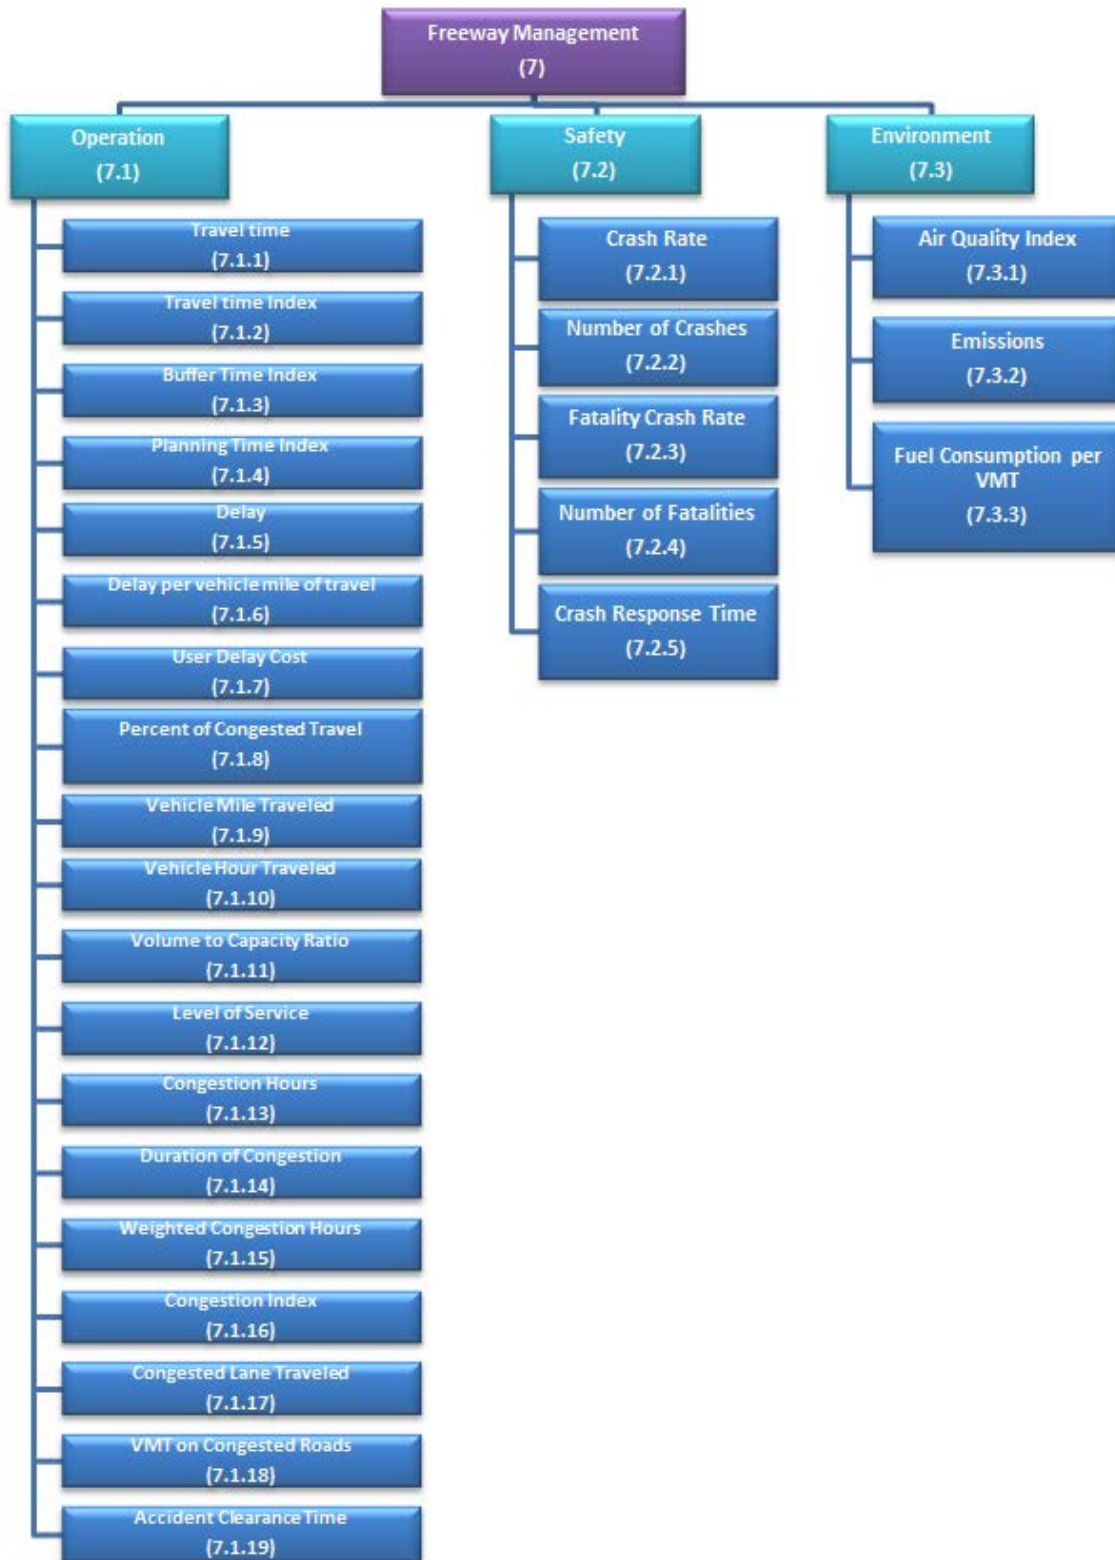 Freeway Management
(7)
Operation
(7.1)
Travel time
(7.1.1)
Travel time Index
(7.1.2)
Buffer Time Index
(7.1.3)
Planning Time Index
(7.1.4)
Delay
(7.1.5)
Delay per vehicle mile of travel
(7.1.6)
User Delay Cost
(7.1.7)
Percent of Congested Travel
(7.1.8)
Vehicle Mile Traveled
(7.1.9)
Vehicle Hour Traveled
(7.1.10)
Volume to Capacity Ratio
(7.1.11)
Level of Service
(7.1.12)
Congestion Hours
(7.1.13)
Duration of Congestion
(7.1.14)
Weighted Congestion Hours
(7.1.15)
Congestion Index
(7.1.16)
Congested Lane Traveled
(7.1.17)
VMT on Congested Roads
(7.1.18)
Accident Clearance Time
(7.1.19)
Safety
(7.2)
Crash Rate
(7.2.1)
Number of Crashes
(7.2.2)
Fatality Crash Rate
(7.2.3)
Number of Fatalities
(7.2.4)
Crash Response Time
(7.2.5)
Environment
(7.3)
Air Quality Index
(7.3.1)
Emissions
(7.3.2)
Fuel Consumption per
VMT
(7.3.3)